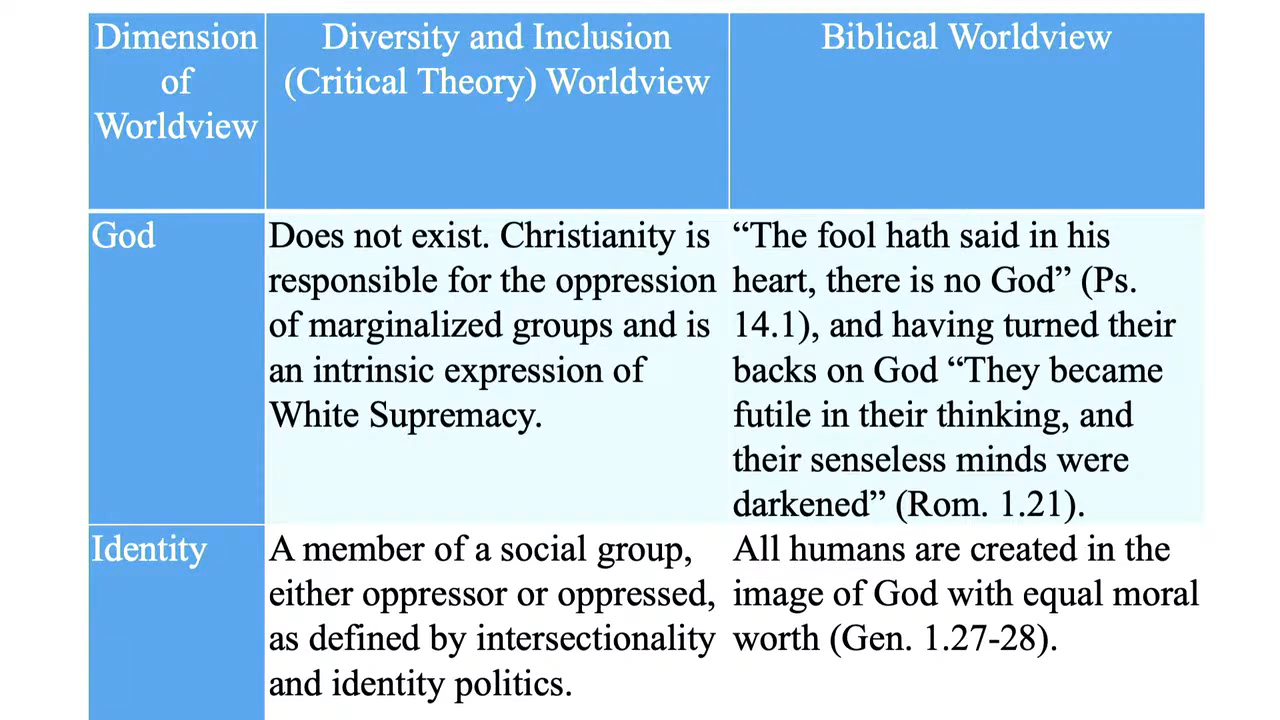 Dimension
of
Worldview
Diversity and Inclusion
(Critical Theory) Worldview
Biblical Worldview
God
Does not exist. Christianity is
responsible for the oppression
of marginalized groups and is
an intrinsic expression of
White Supremacy.
“The fool hath said in his
heart, there is no God” (Ps.
14.1), and having turned their
backs on God “They became
futile in their thinking, and
their senseless minds were
darkened” (Rom. 1.21).
Identity
A member of a social group,
either oppressor or oppressed,
as defined by intersectionality
and identity politics.
All humans are created in the
image of God with equal moral
worth (Gen. 1.27-28).